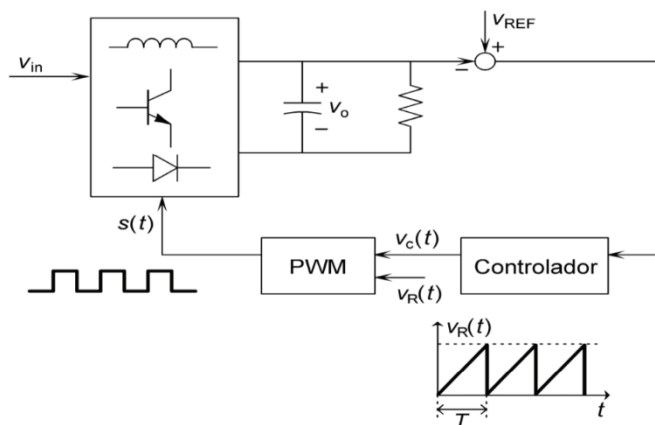 v_REF
v_in
+
−
+
v_o
−
s(t)
v_c(t)
PWM
Controlador
v_R(t)
v_R(t)
T
t